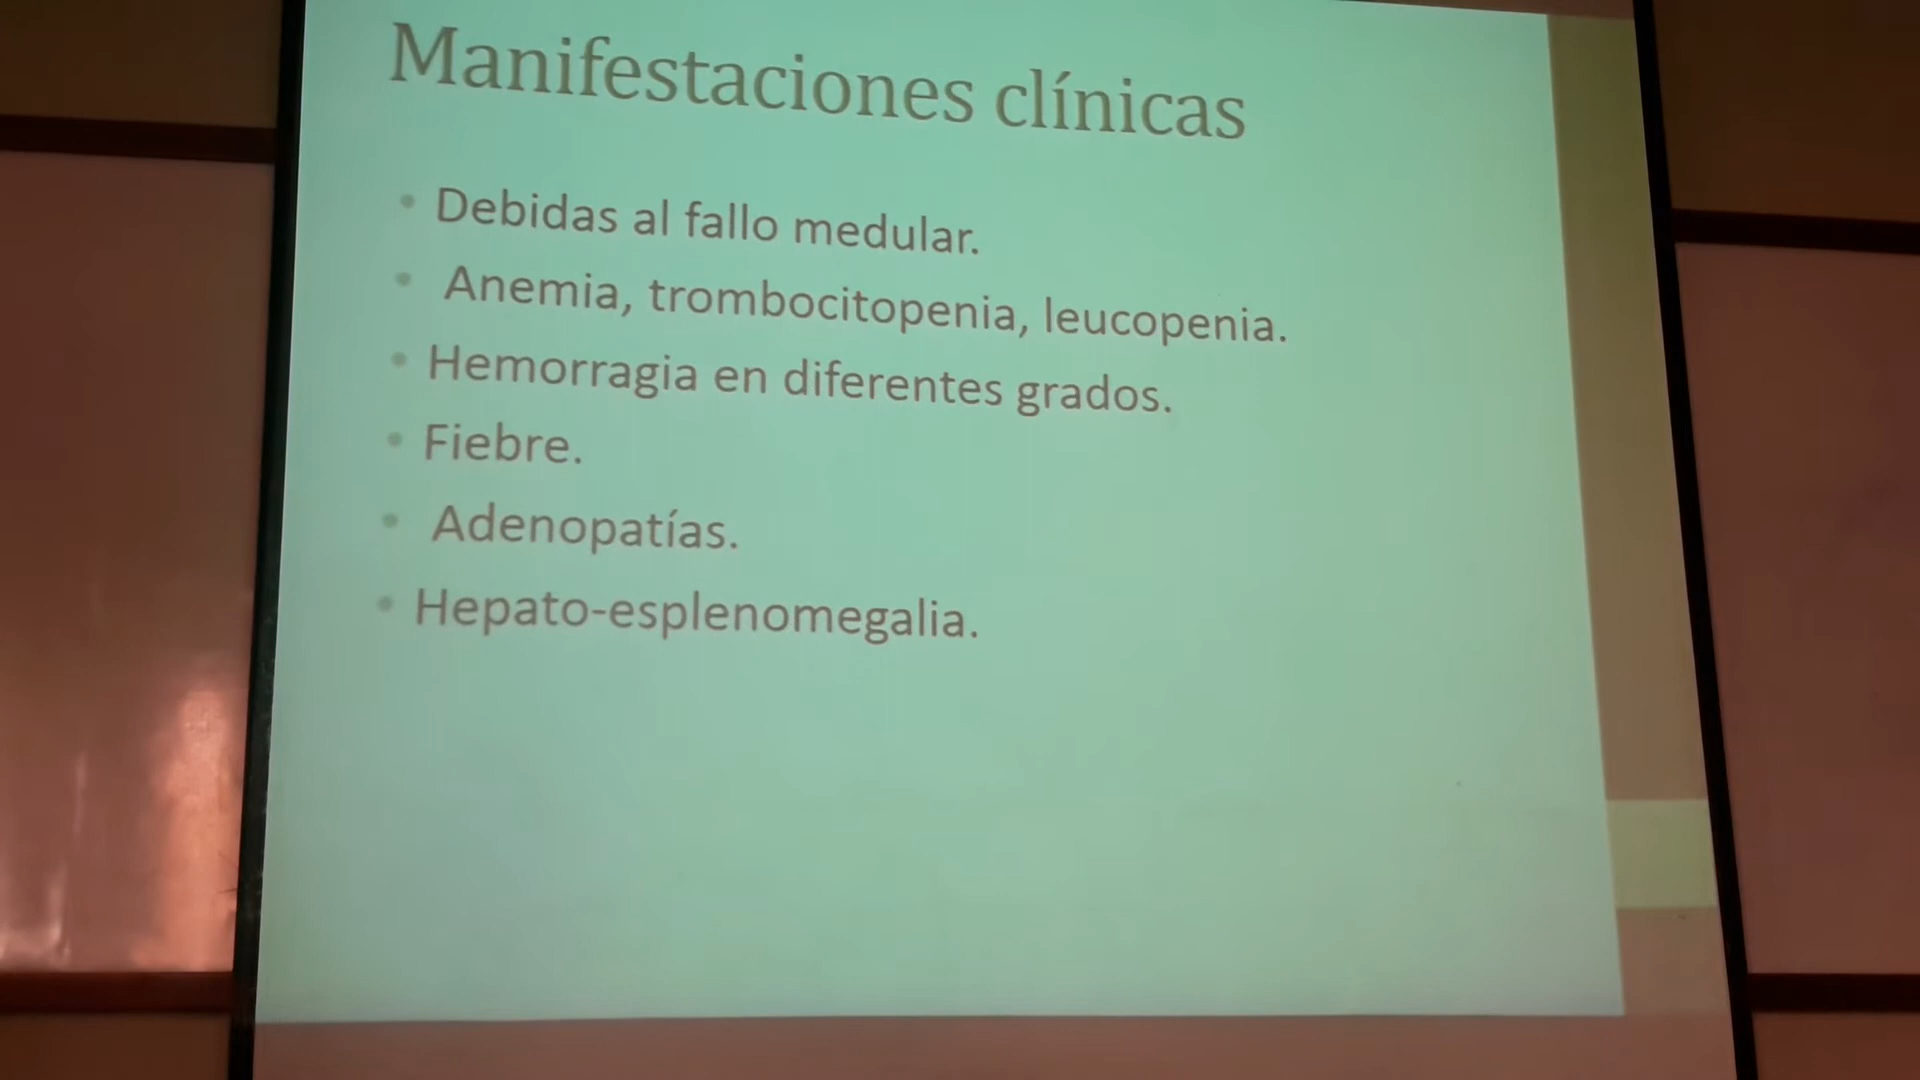 Manifestaciones clínicas
• Debidas al fallo medular.
• Anemia, trombocitopenia, leucopenia.
• Hemorragia en diferentes grados.
• Fiebre.
• Adenopatías.
• Hepato-esplenomegalia.